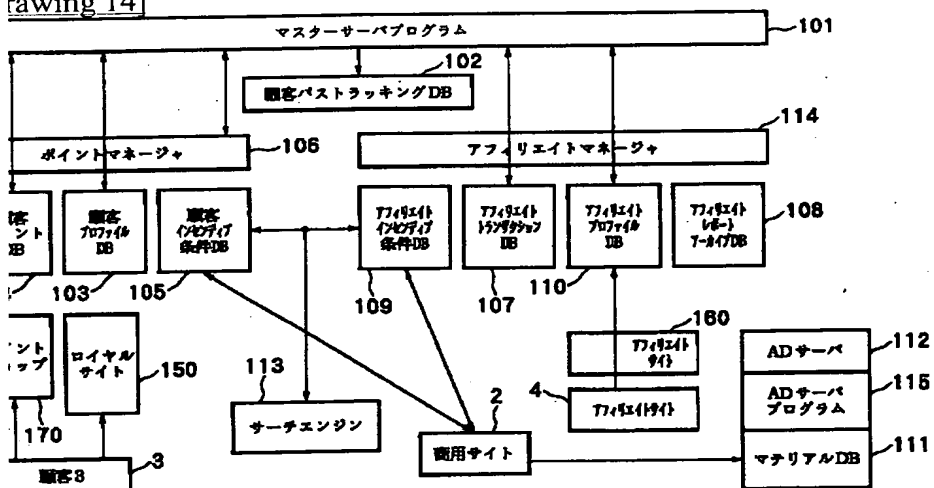 rawing 14]
マスターサーバプログラム
101
102
顧客パストラッキングDB
114
ポイントマネージャ
106
アフィリエイトマネージャ
客
ント
DB
顧客
プロファイル
DB
顧客
インセンティブ
条件DB
アフィリエイト
インセンティブ
条件DB
アフィリエイト
トランザクション
DB
アフィリエイト
プロファイル
DB
アフィリエイト
レポート
アーカイブDB
108
103
105
109
107
110
ント
ップ
ロイヤル
サイト
150
170
113
サーチエンジン
2
商用サイト
160
アフィリエイト
サイト
4
アフィリエイトサイト
ADサーバ
112
ADサーバ
プログラム
115
マテリアルDB
111
顧客3
3